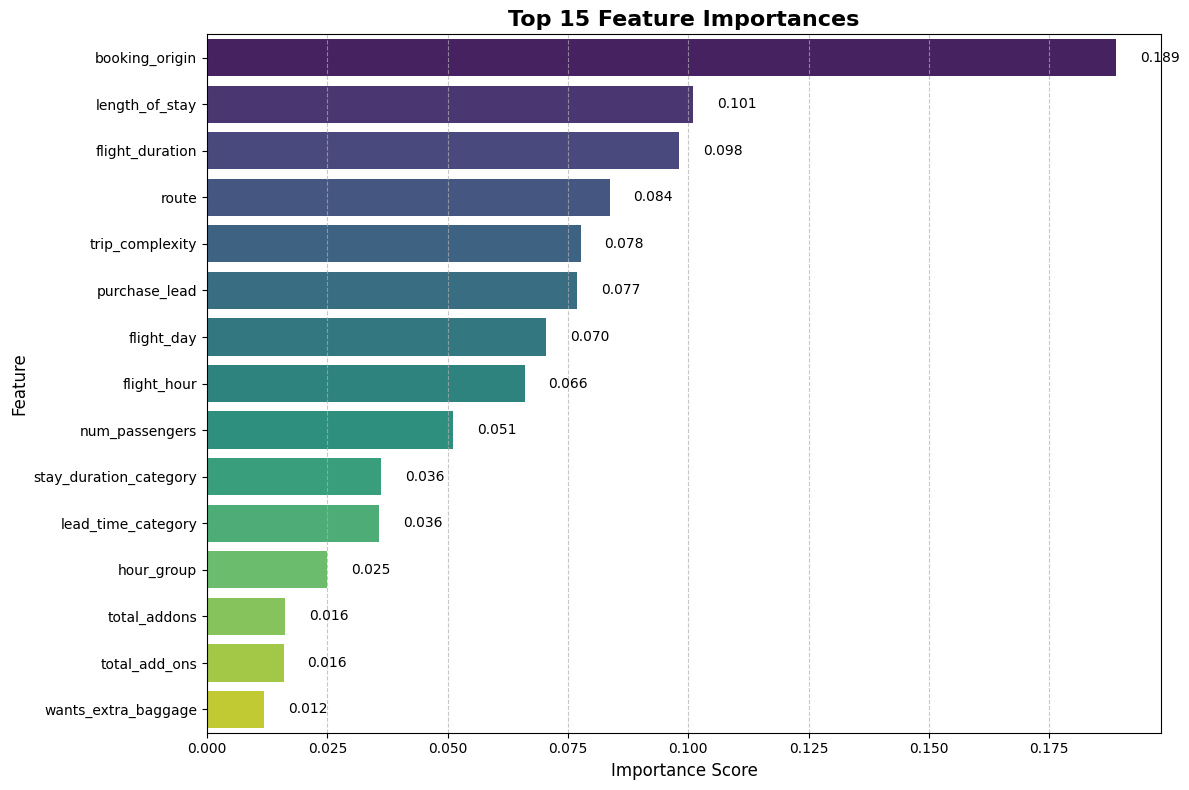 Top 15 Feature Importances
booking_origin 0.189
length_of_stay 0.101
flight_duration 0.098
route 0.084
trip_complexity 0.078
purchase_lead 0.077
flight_day 0.070
flight_hour 0.066
num_passengers 0.051
stay_duration_category 0.036
lead_time_category 0.036
hour_group 0.025
total_addons 0.016
total_add_ons 0.016
wants_extra_baggage 0.012
Feature
0.000 0.025 0.050 0.075 0.100 0.125 0.150 0.175
Importance Score